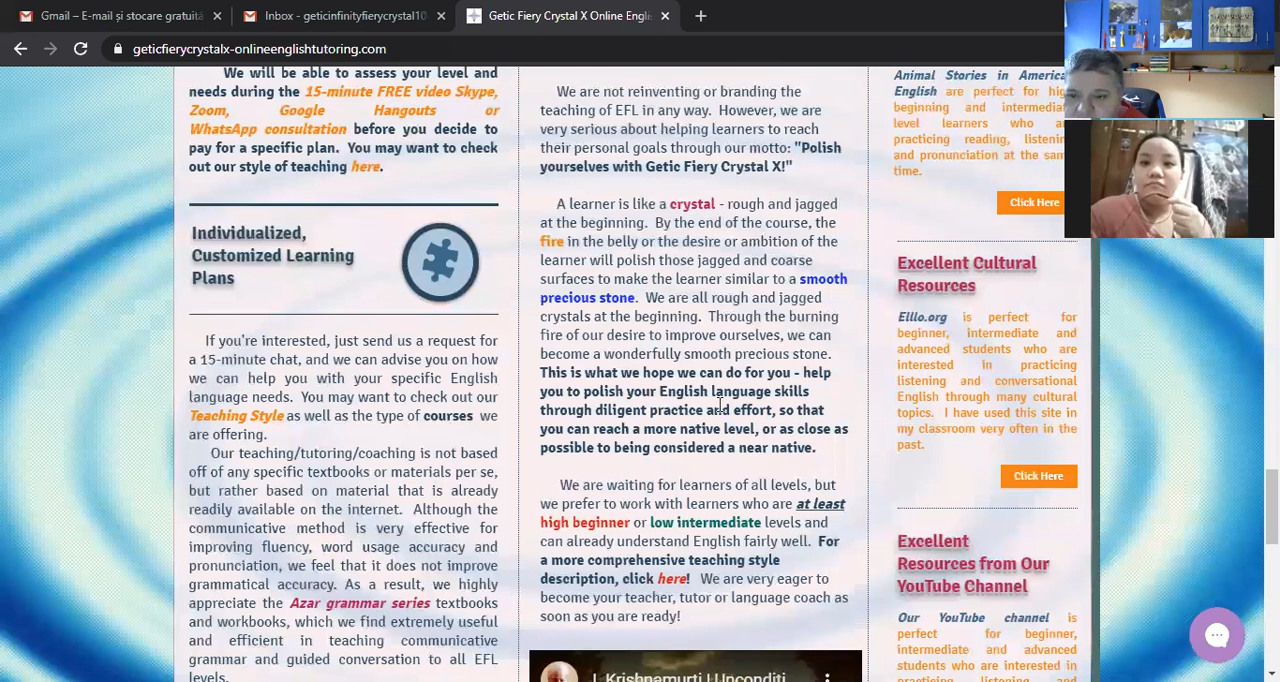 Gmail – E-mail și stocare gratuită
Inbox - geticinfinityfierycrystal10
Getic Fiery Crystal X Online Engli
geticfierycrystalx-onlineenglishtutoring.com
We will be able to assess your level and
needs during the 15-minute FREE video Skype,
Zoom, Google Hangouts or
WhatsApp consultation before you decide to
pay for a specific plan. You may want to check
out our style of teaching here.
Individualized,
Customized Learning
Plans
If you're interested, just send us a request for
a 15-minute chat, and we can advise you on how
we can help you with your specific English
language needs. You may want to check out our
Teaching Style as well as the type of courses we
are offering.
Our teaching/tutoring/coaching is not based
off of any specific textbooks or materials per se,
but rather based on material that is already
readily available on the internet. Although the
communicative method is very effective for
improving fluency, word usage accuracy and
pronunciation, we feel that it does not improve
grammatical accuracy. As a result, we highly
appreciate the Azar grammar series textbooks
and workbooks, which we find extremely useful
and efficient in teaching communicative
grammar and guided conversation to all EFL
levels.
We are not reinventing or branding the
teaching of EFL in any way. However, we are
very serious about helping learners to reach
their personal goals through our motto: "Polish
yourselves with Getic Fiery Crystal X!"
A learner is like a crystal - rough and jagged
at the beginning. By the end of the course, the
fire in the belly or the desire or ambition of the
learner will polish those jagged and coarse
surfaces to make the learner similar to a smooth
precious stone. We are all rough and jagged
crystals at the beginning. Through the burning
fire of our desire to improve ourselves, we can
become a wonderfully smooth precious stone.
This is what we hope we can do for you - help
you to polish your English language skills
through diligent practice and effort, so that
you can reach a more native level, or as close as
possible to being considered a near native.
We are waiting for learners of all levels, but
we prefer to work with learners who are at least
high beginner or low intermediate levels and
can already understand English fairly well. For
a more comprehensive teaching style
description, click here! We are very eager to
become your teacher, tutor or language coach as
soon as you are ready!
J. Krishnamurti | Unconditi
Animal Stories in America
English are perfect for hig
beginning and intermedia
level learners who a
practicing reading, listenin
and pronunciation at the sam
time.
Click Here
Excellent Cultural
Resources
Elllo.org is perfect for
beginner, intermediate and
advanced students who are
interested in practicing
listening and conversational
English through many cultural
topics. I have used this site in
my classroom very often in the
past.
Click Here
Excellent
Resources from Our
YouTube Channel
Our YouTube channel is
perfect for beginner,
intermediate and advanced
students who are interested in
practicing listening and